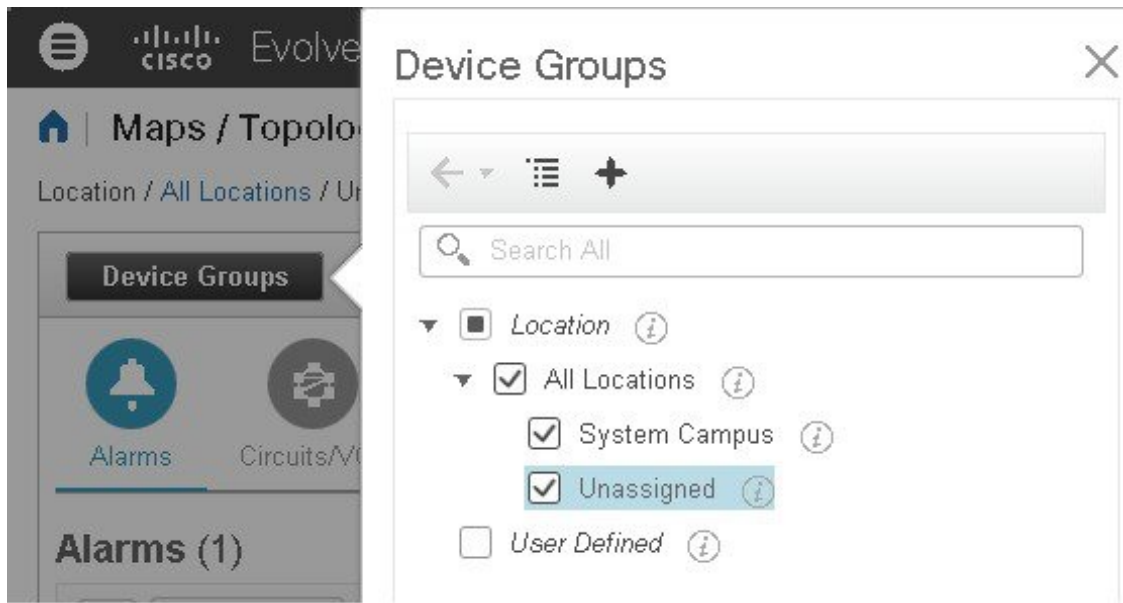 cisco Evolve
Maps / Topolo
Location / All Locations / Un
Device Groups
Alarms
Circuits/V
Alarms (1)
Device Groups
Search All
Location
All Locations
System Campus
Unassigned
User Defined